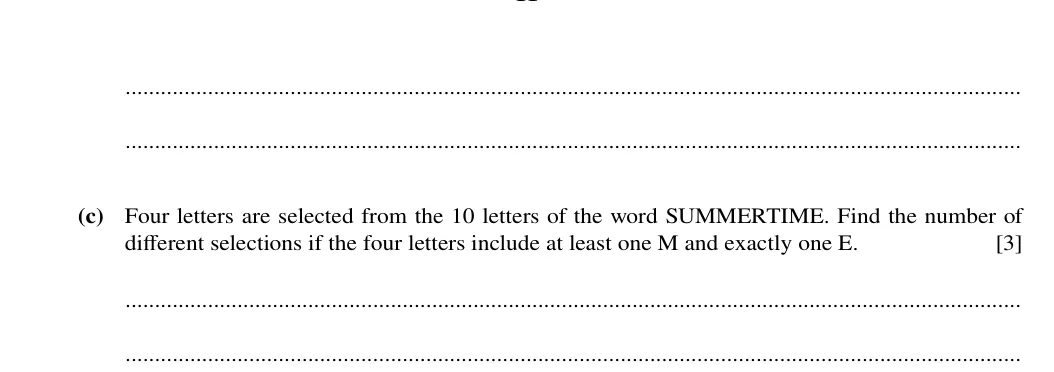 (c) Four letters are selected from the 10 letters of the word SUMMERTIME. Find the number of
different selections if the four letters include at least one M and exactly one E. [3]